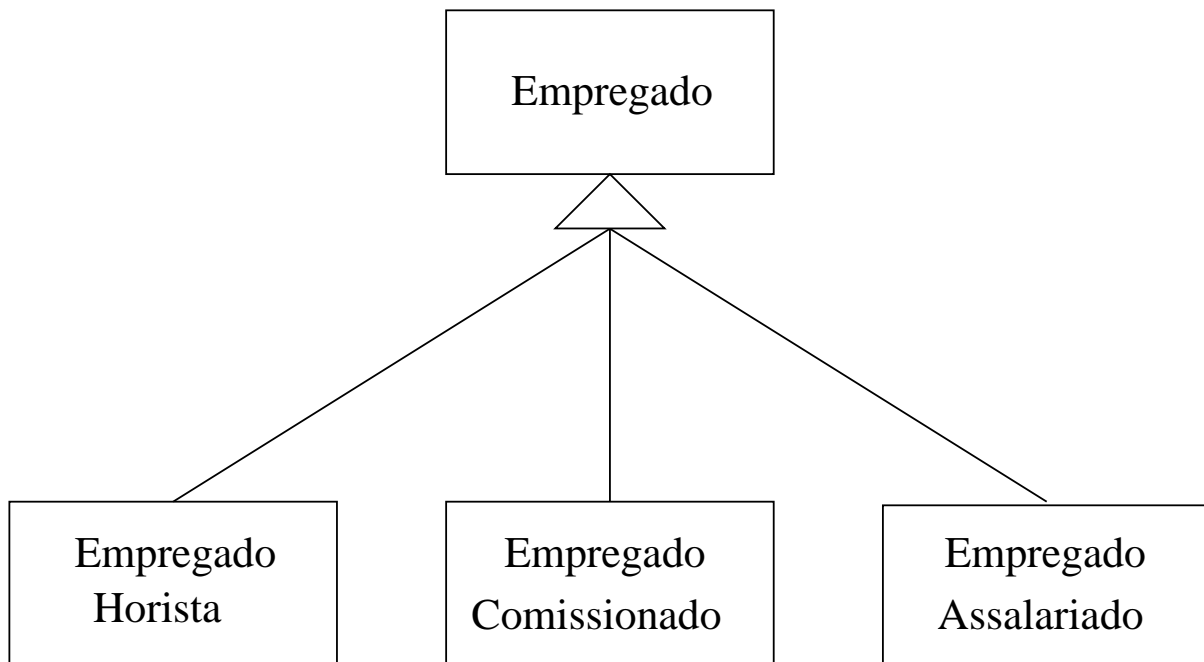 Empregado
Empregado
Horista
Empregado
Comissionado
Empregado
Assalariado